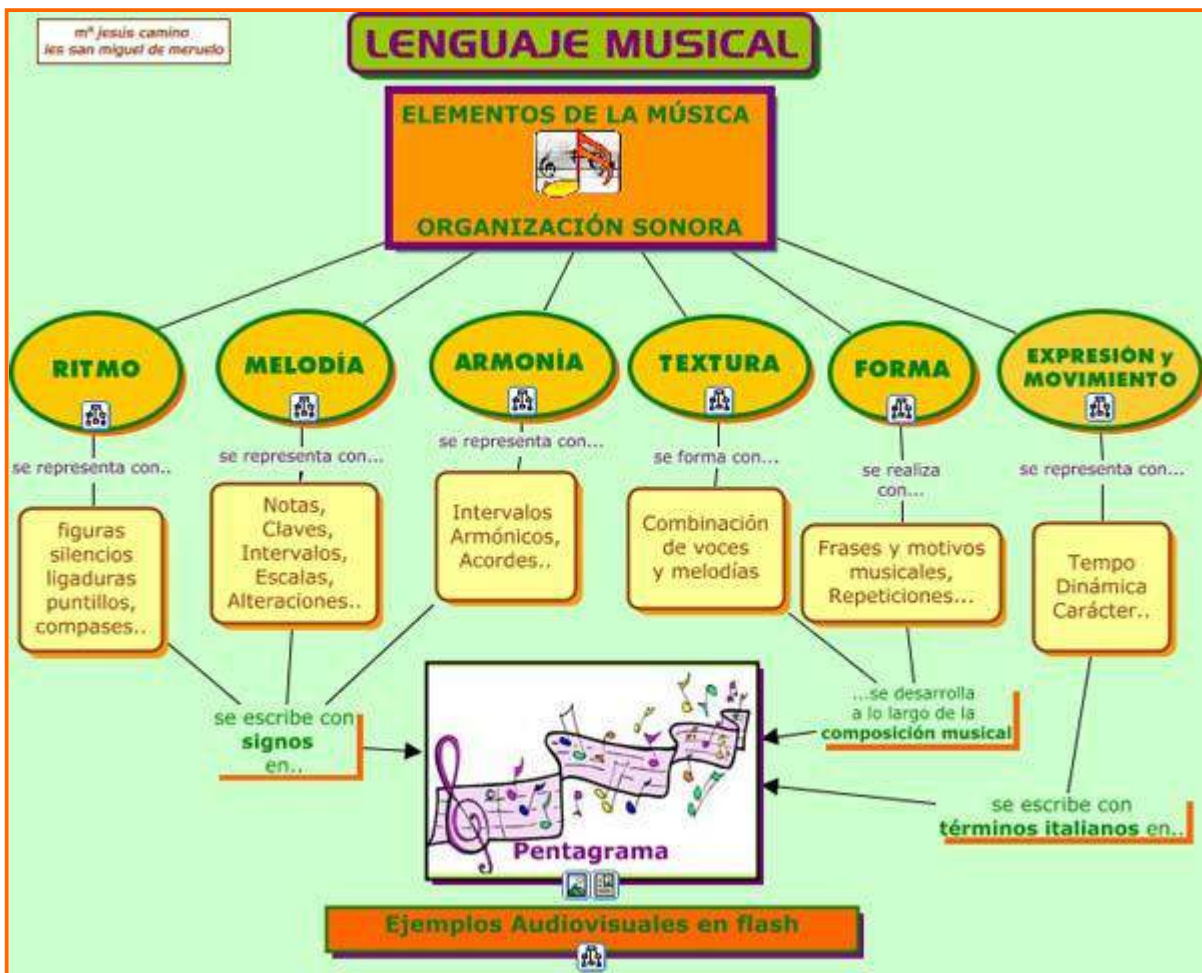 mª jesús camino
ies san miguel de meruelo
LENGUAJE MUSICAL
ELEMENTOS DE LA MÚSICA
ORGANIZACIÓN SONORA
RITMO
MELODÍA
ARMONÍA
TEXTURA
FORMA
EXPRESIÓN y
MOVIMIENTO
se representa con..
se representa con...
se representa con...
se forma con...
se realiza
con...
se representa con...
figuras
silencios
ligaduras
puntillos,
compases..
Notas,
Claves,
Intervalos,
Escalas,
Alteraciones..
Intervalos
Armónicos,
Acordes..
Combinación
de voces
y melodías
Frases y motivos
musicales,
Repeticiones...
Tempo
Dinámica
Carácter..
se escribe con
signos
en..
...se desarrolla
a lo largo de la
composición musical
se escribe con
términos italianos en..
Pentagrama
Ejemplos Audiovisuales en flash